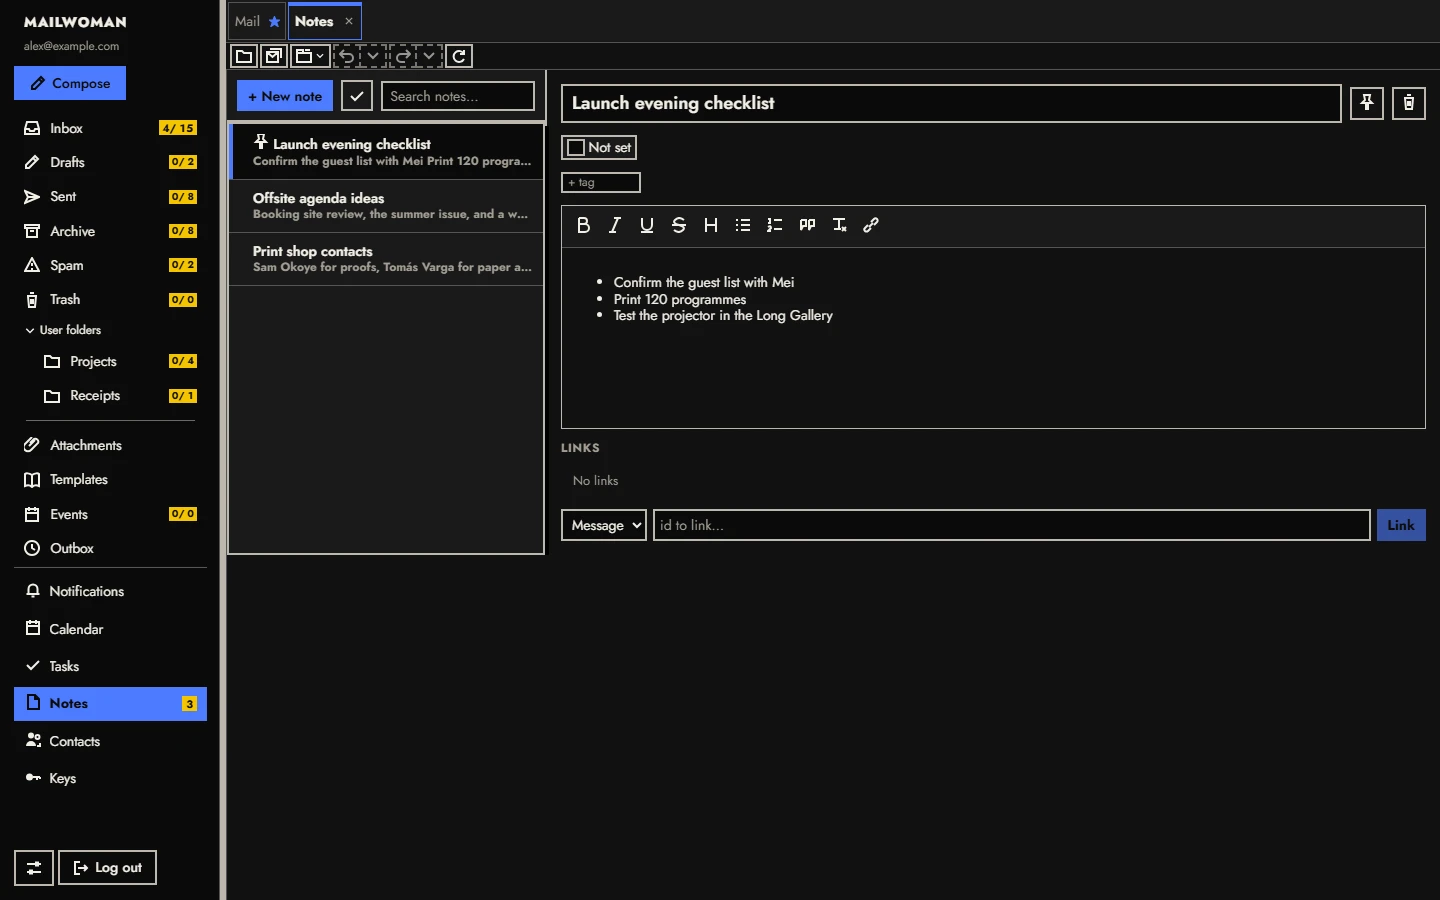 MAILWOMAN
alex@example.com
Compose
Inbox 4/ 15
Drafts 0/ 2
Sent 0/ 8
Archive 0/ 8
Spam 0/ 2
Trash 0/ 0
User folders
Projects 0/ 4
Receipts 0/ 1
Attachments
Templates
Events 0/ 0
Outbox
Notifications
Calendar
Tasks
Notes 3
Contacts
Keys
Log out
Mail
Notes ×
+ New note
Search notes...
Launch evening checklist
Confirm the guest list with Mei Print 120 progra...
Offsite agenda ideas
Booking site review, the summer issue, and a w...
Print shop contacts
Sam Okoye for proofs, Tomás Varga for paper a...
Launch evening checklist
Not set
+ tag
B I U S H
Confirm the guest list with Mei
Print 120 programmes
Test the projector in the Long Gallery
LINKS
No links
Message
id to link...
Link